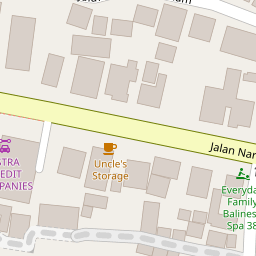 Jalan Nar
Uncle's
Storage
STRA
EDIT
PANIES
Everyda
Family
Balines
Spa 38